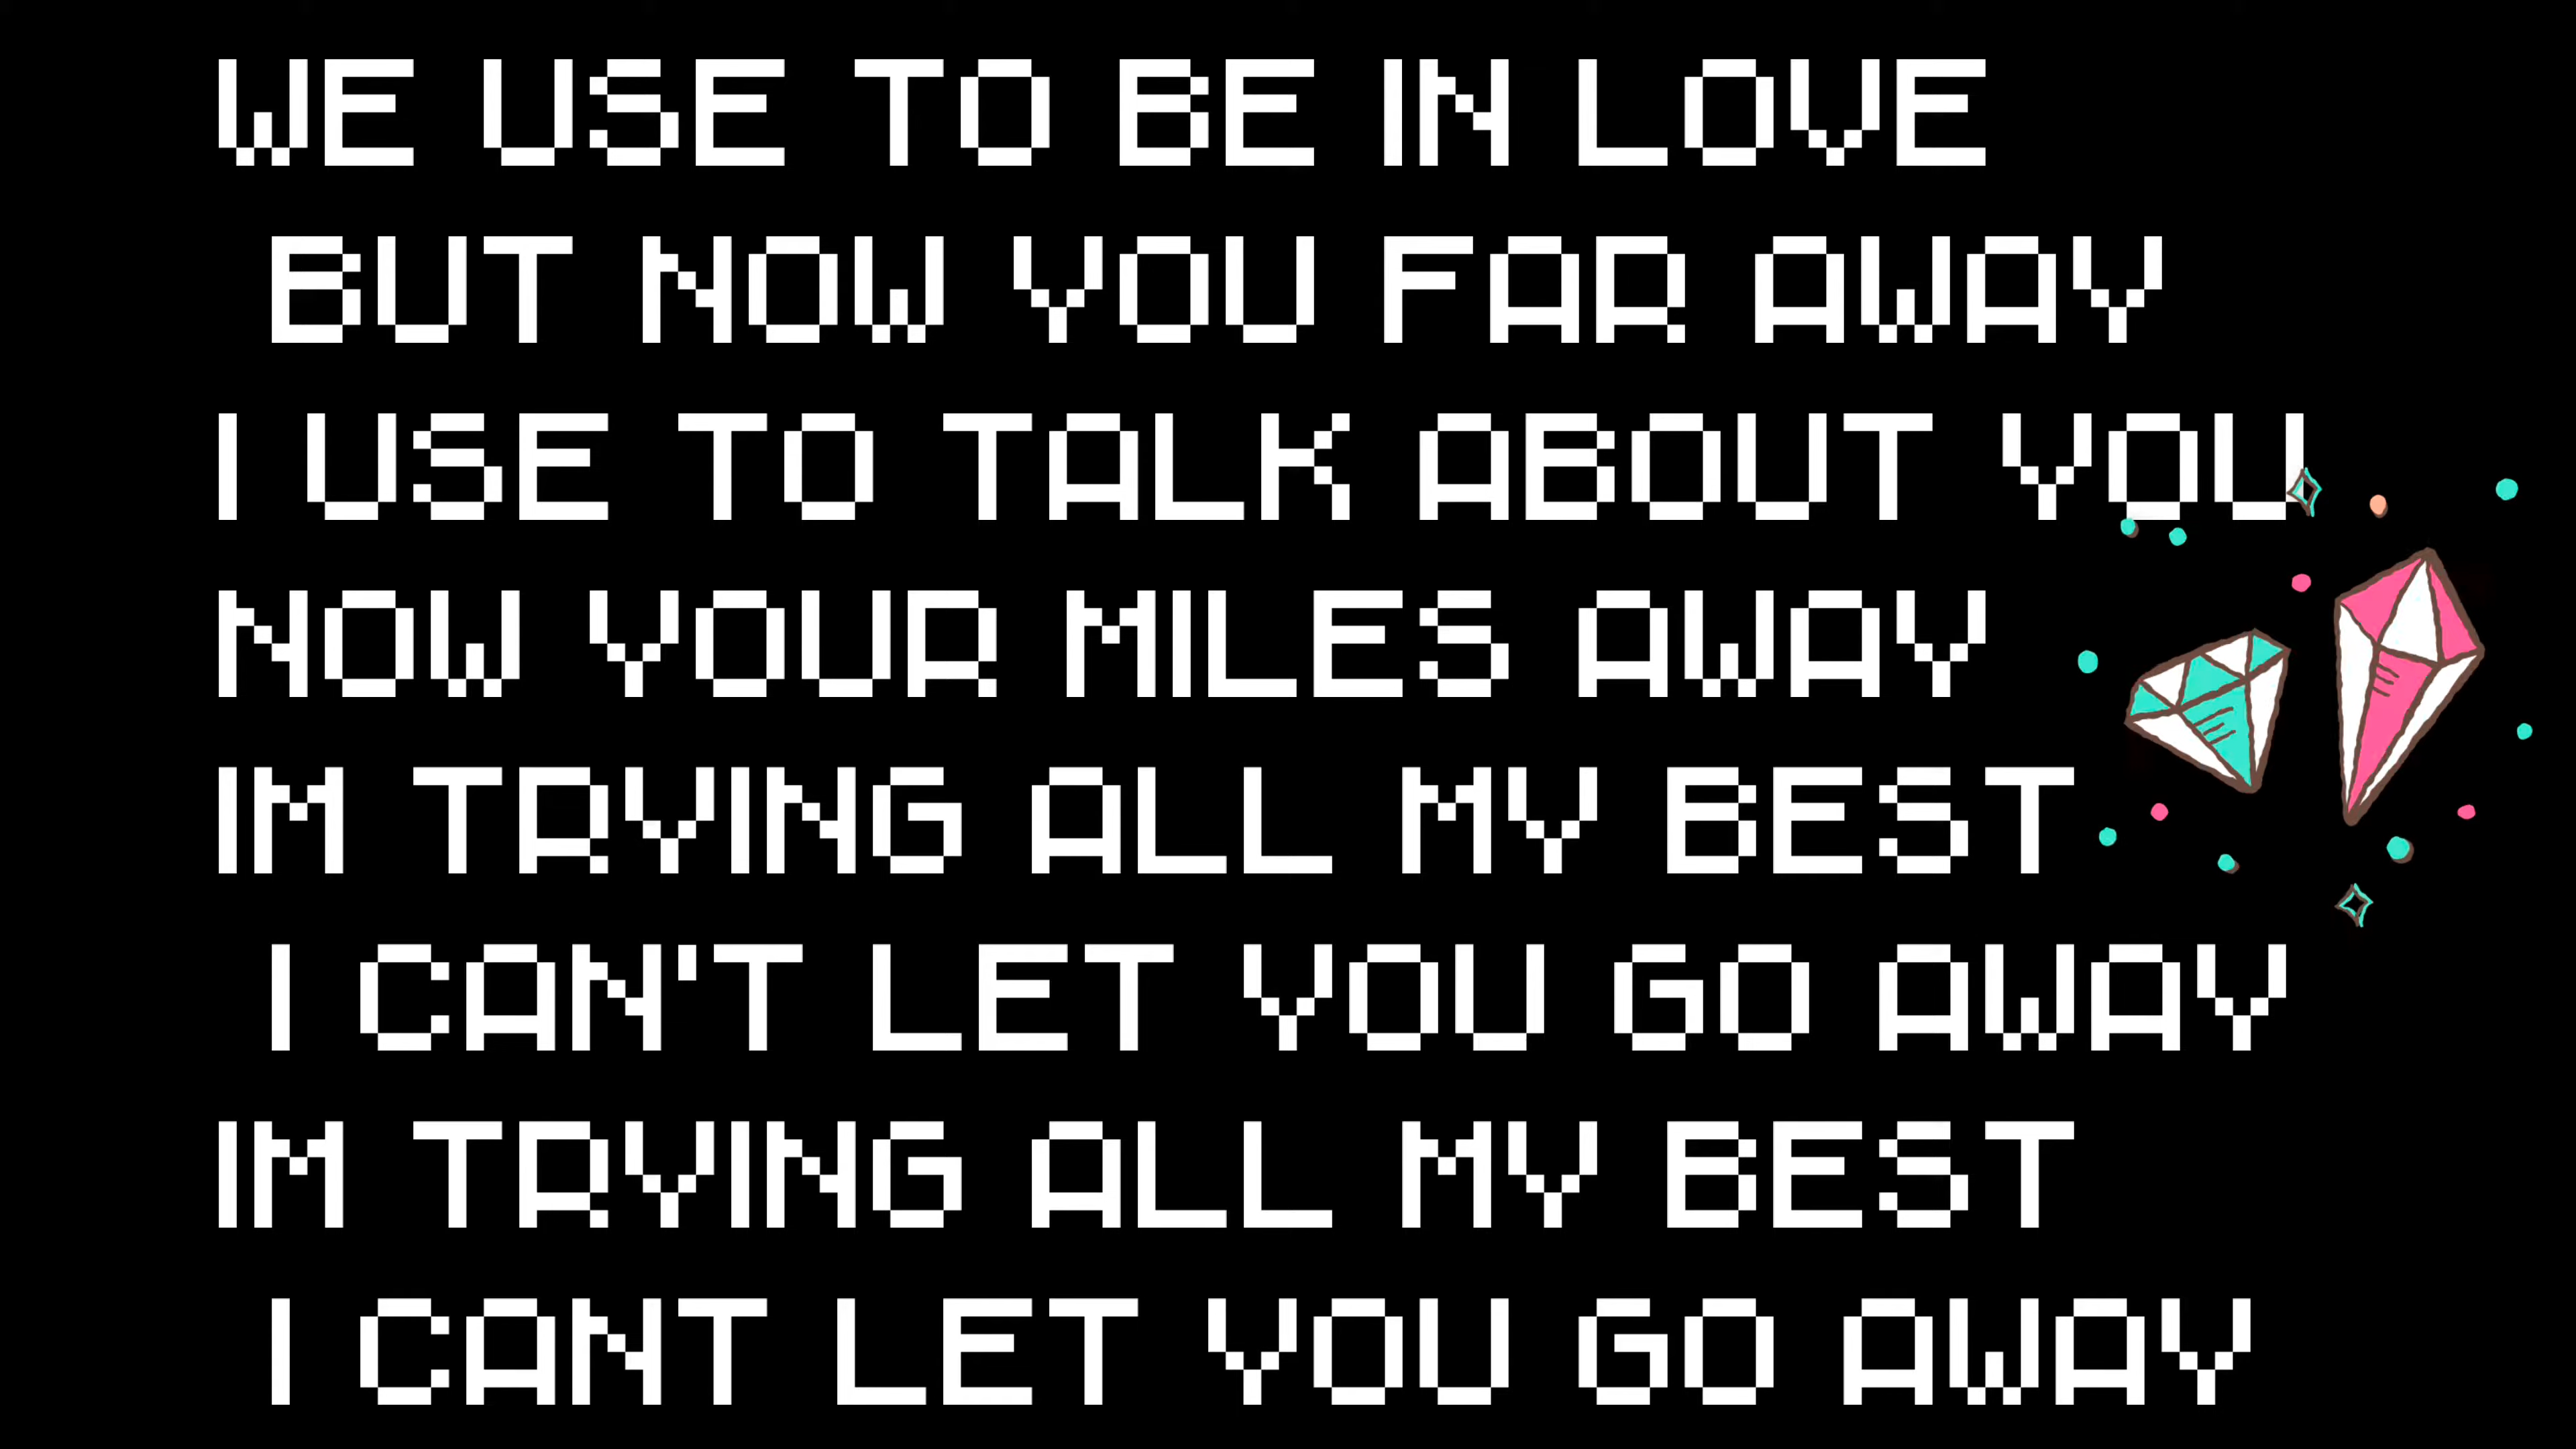 WE USE TO BE IN LOVE
BUT NOW YOU FAR AWAY
I USE TO TALK ABOUT YOU
NOW YOUR MILES AWAY
IM TRYING ALL MY BEST
I CAN'T LET YOU GO AWAY
IM TRYING ALL MY BEST
I CANT LET YOU GO AWAY